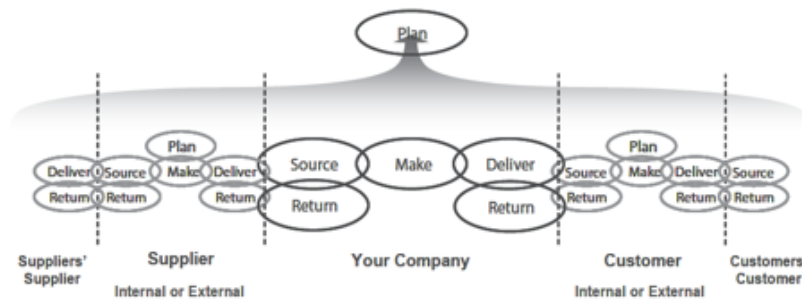 Plan
Plan Plan
Deliver Source Make Deliver Source Make Deliver Source Make Deliver Source
Return Return Return Return Return Return Return Return
Suppliers' Supplier Your Company Customer Customers
Supplier Customer
Internal or External Internal or External